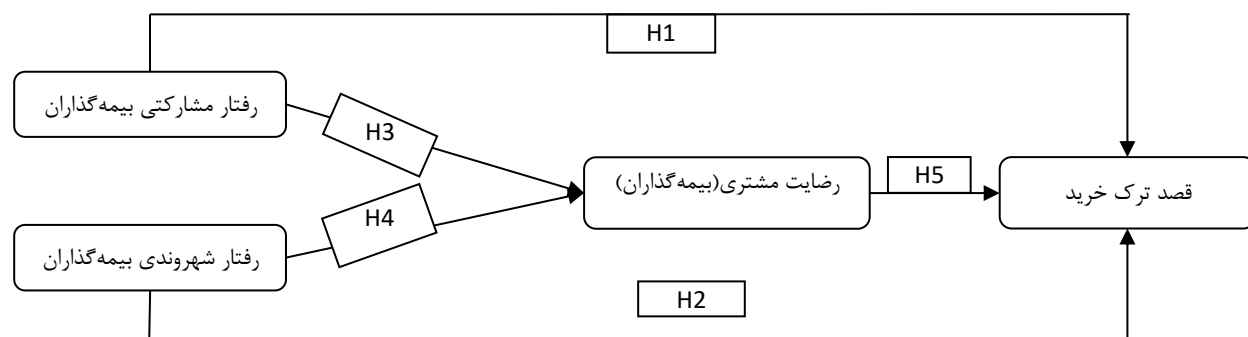 H1
رفتار مشارکتی بیمه‌گذاران
H3
رضایت مشتری(بیمه‌گذاران)
H5
قصد ترک خرید
H4
رفتار شهروندی بیمه‌گذاران
H2